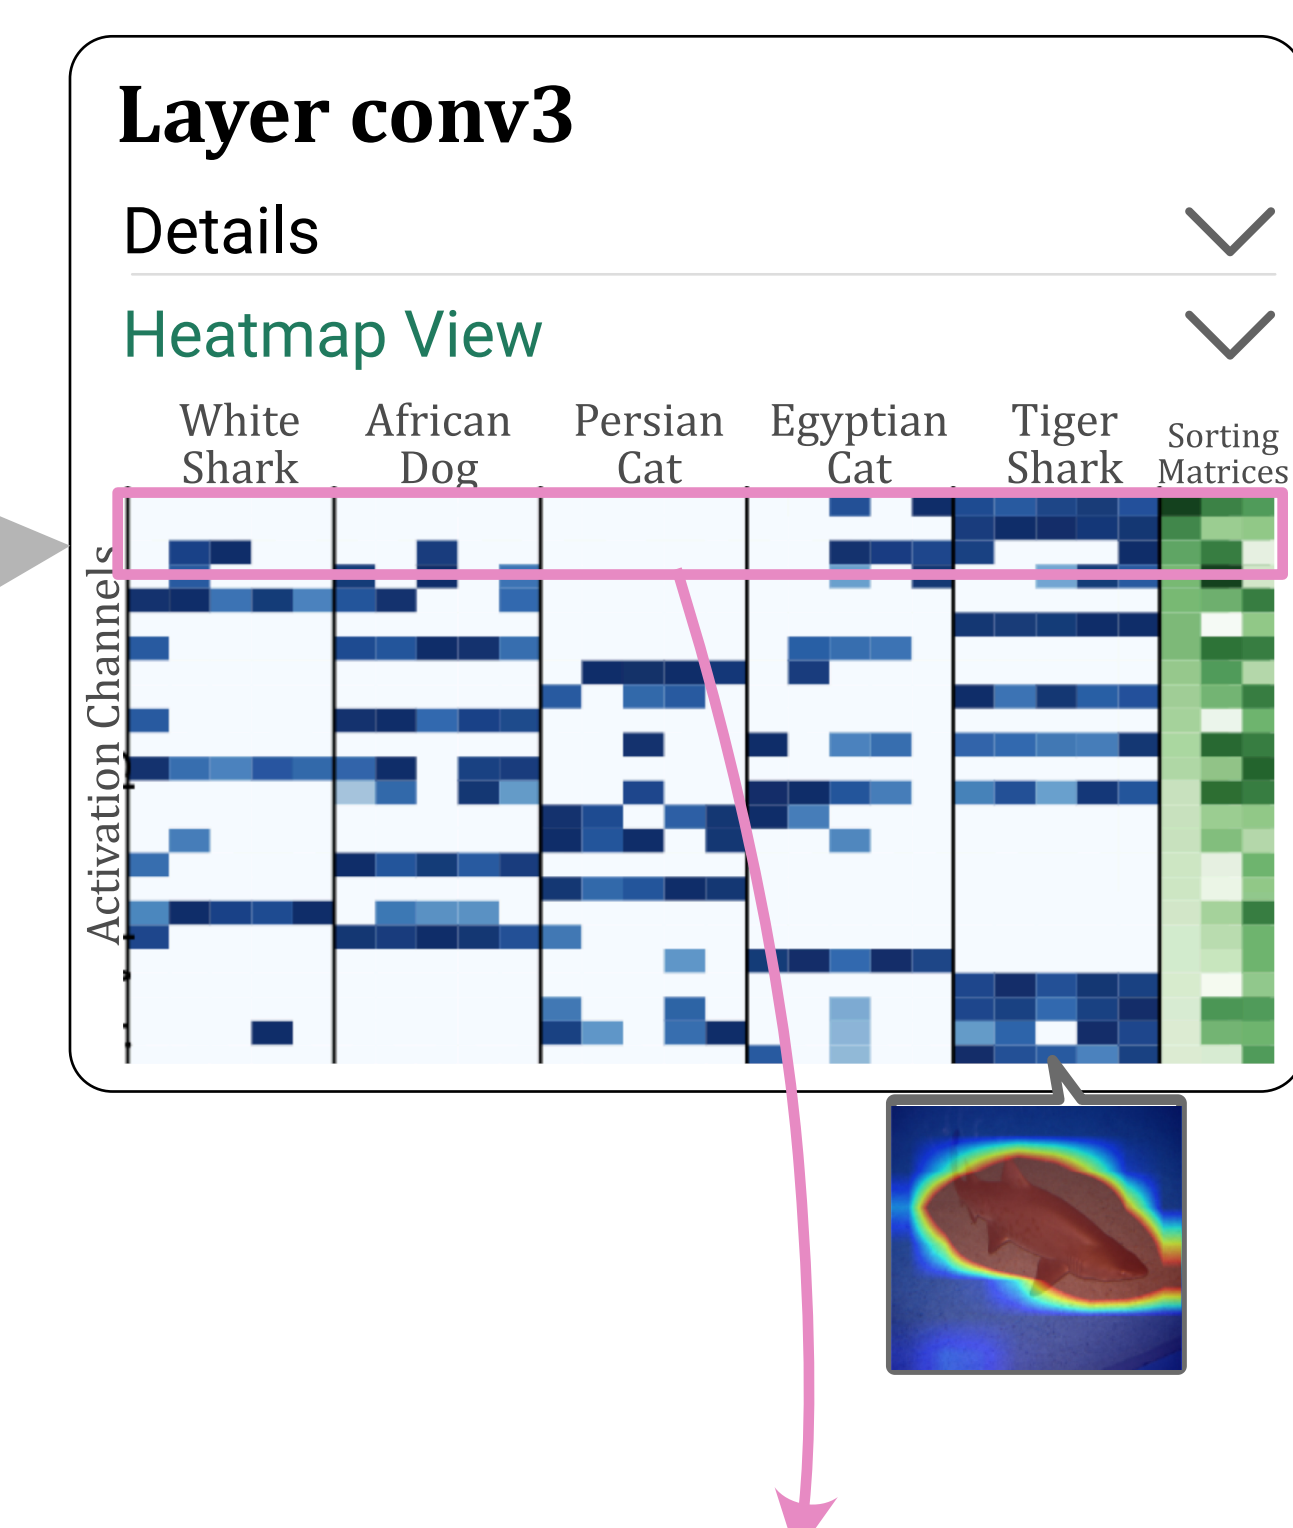 Layer conv3
Details
Heatmap View
White
Shark
African
Dog
Persian
Cat
Egyptian
Cat
Tiger
Shark
Sorting
Matrices
Activation Channels